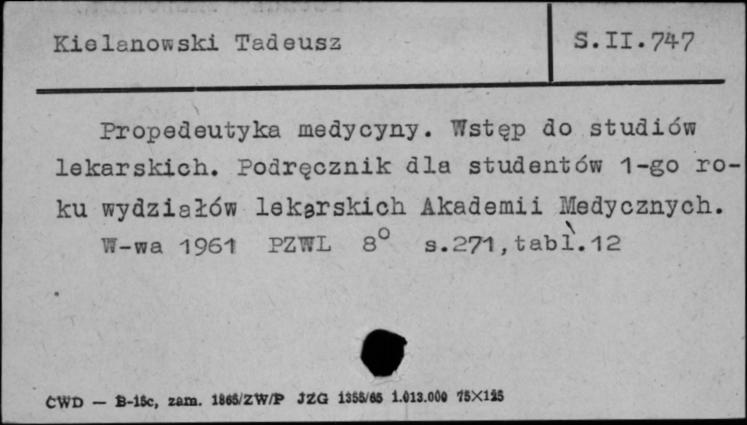 Kielanowski Tadeusz
S.II.747
Propedeutyka medycyny. Wstęp do studiów
lekarskich. Podręcznik dla studentów 1-go ro-
ku wydziałów lekarskich Akademii Medycznych.
W-wa 1961 PZWL 8° s.271,tabl.12
CWD — B-15c, zam. 1865/ZW/P JZG 1355/65 1.013.000 75X125